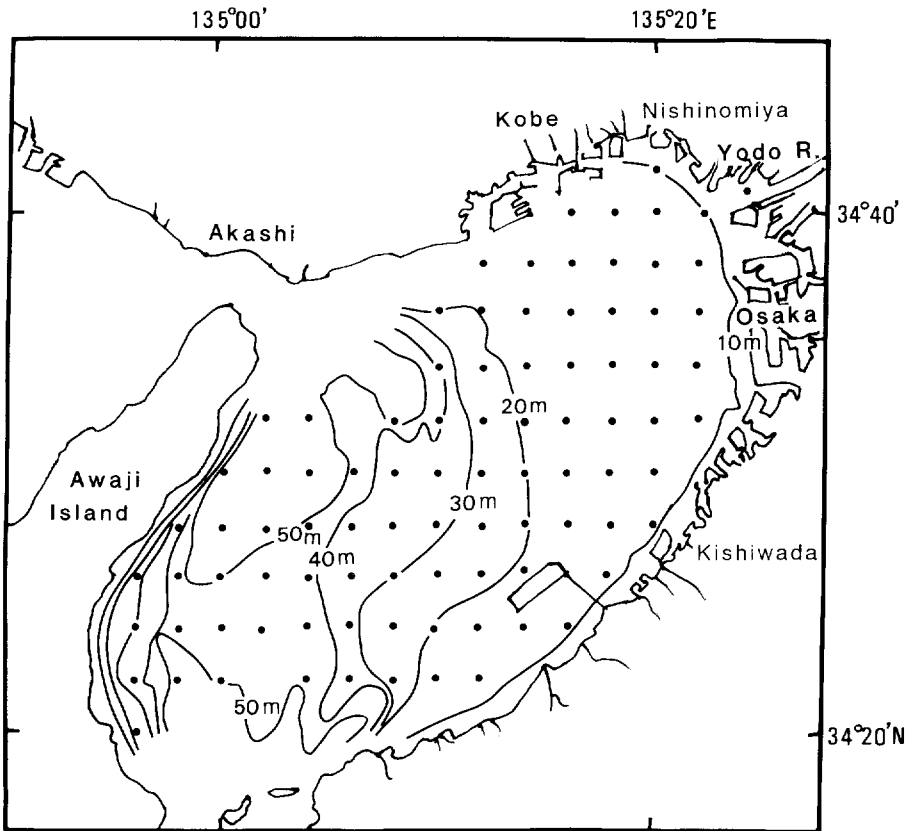 135°00'
135°20'E
Kobe
Nishinomiya
Yodo R.
34°40'
Akashi
Osaka
10m
20m
Awaji
Island
30m
50m
40m
Kishiwada
50m
34°20'N